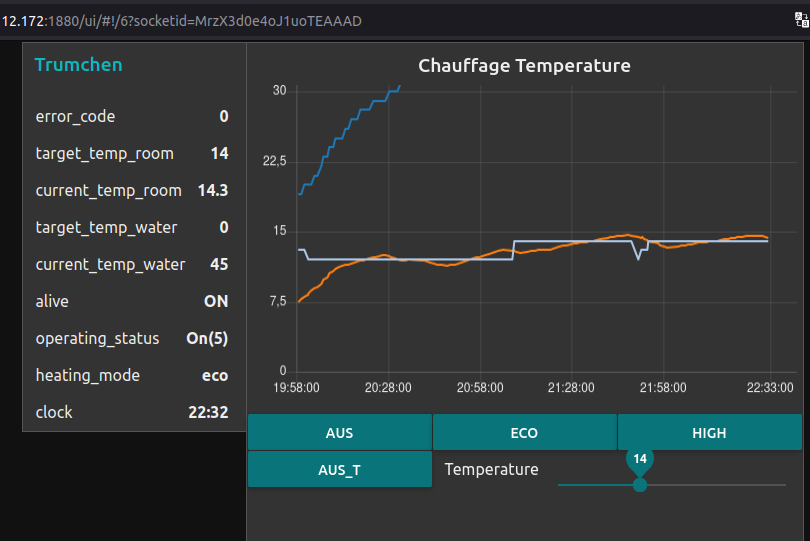 12.172:1880/ui/#!/6?socketid=MrzX3d0e4oJ1uoTEAAAD
Trumchen
error_code 0
target_temp_room 14
current_temp_room 14.3
target_temp_water 0
current_temp_water 45
alive ON
operating_status On(5)
heating_mode eco
clock 22:32
Chauffage Temperature
30
22,5
15
7,5
0
19:58:00 20:28:00 20:58:00 21:28:00 21:58:00 22:33:00
AUS ECO HIGH
14
AUS_T Temperature